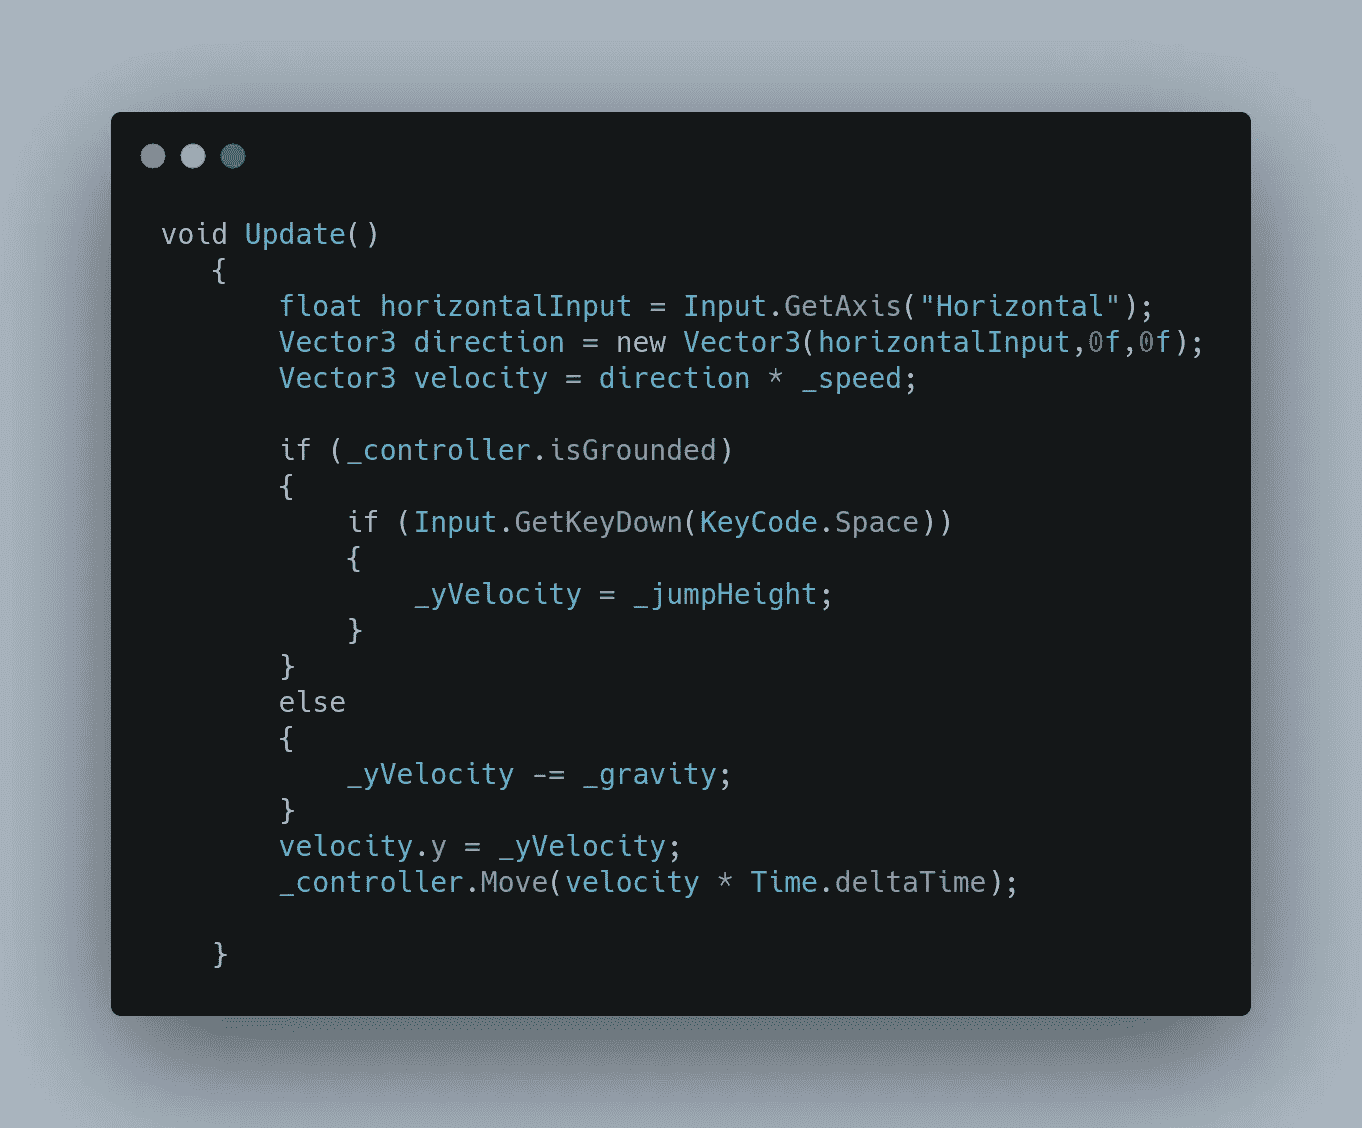 void Update()
{
float horizontalInput = Input.GetAxis("Horizontal");
Vector3 direction = new Vector3(horizontalInput,0f,0f);
Vector3 velocity = direction * _speed;
if (_controller.isGrounded)
{
if (Input.GetKeyDown(KeyCode.Space))
{
_yVelocity = _jumpHeight;
}
}
else
{
_yVelocity -= _gravity;
}
velocity.y = _yVelocity;
_controller.Move(velocity * Time.deltaTime);
}